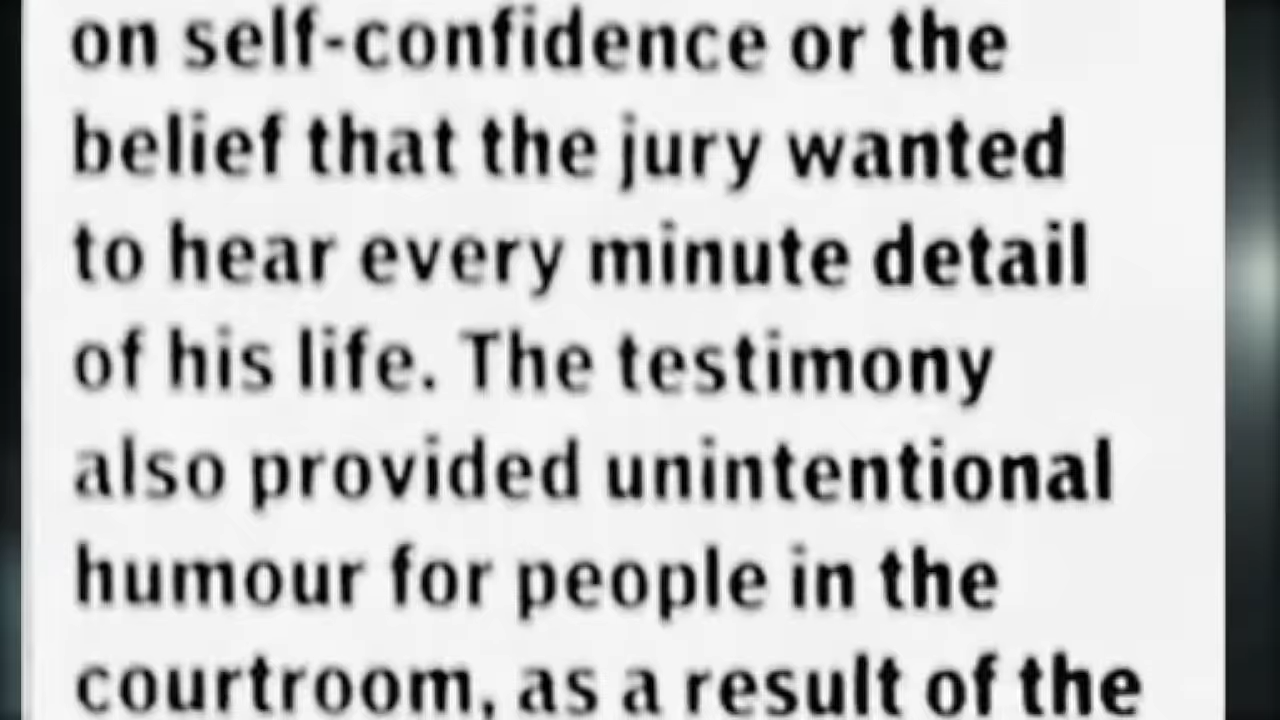 on self-confidence or the
belief that the jury wanted
to hear every minute detail
of his life. The testimony
also provided unintentional
humour for people in the
courtroom, as a result of the